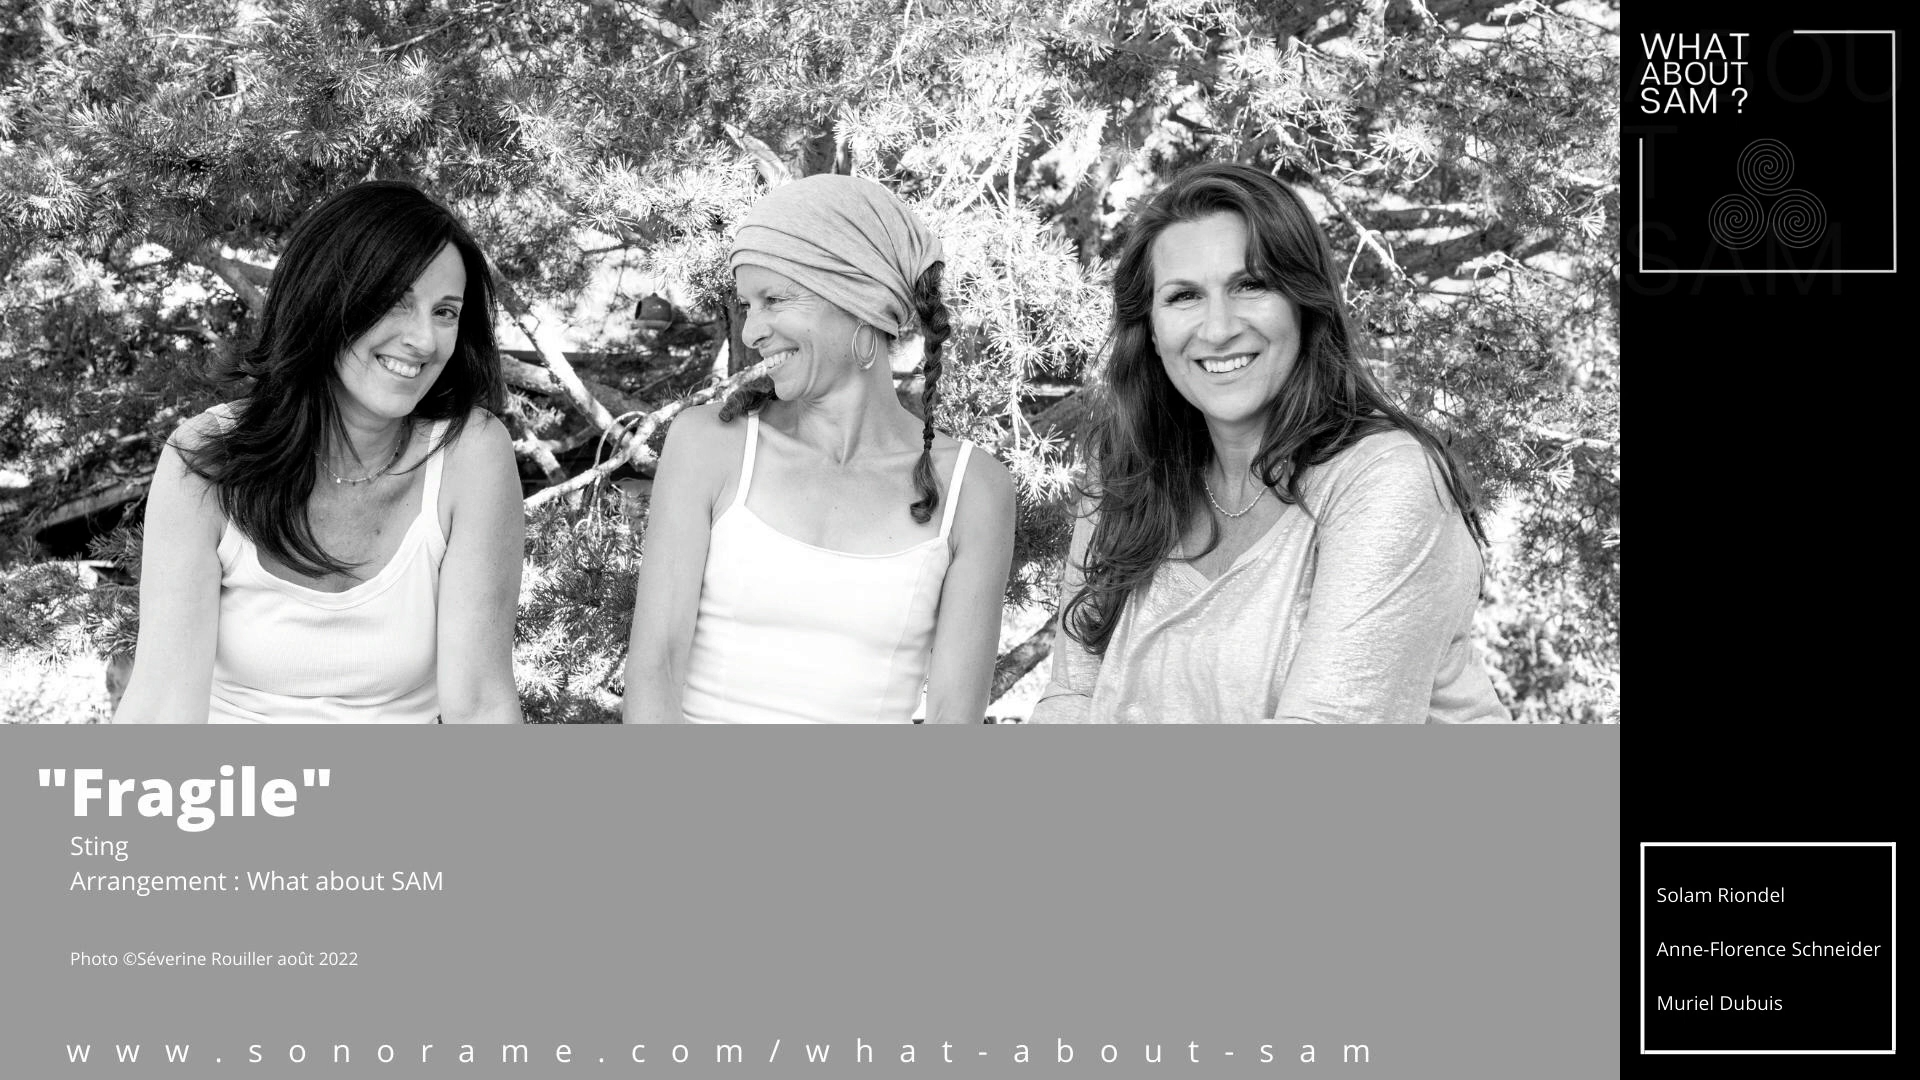 WHAT
ABOUT
SAM ?
"Fragile"
Sting
Arrangement : What about SAM
Photo ©Séverine Rouiller août 2022
www.sonorame.com/what-about-sam
Solam Riondel
Anne-Florence Schneider
Muriel Dubuis